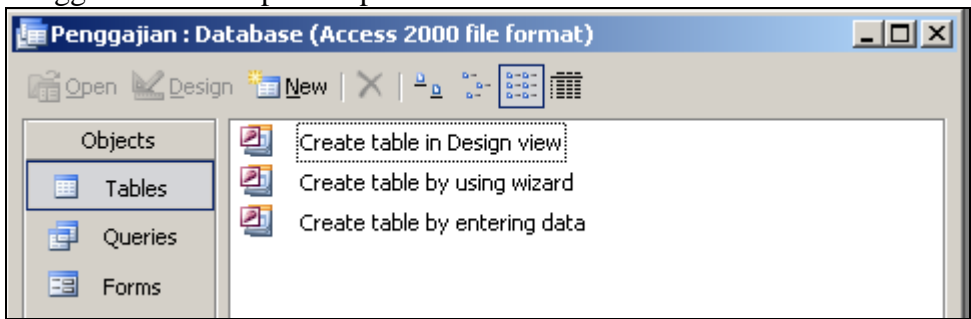 Penggajian : Database (Access 2000 file format)
Open Design New
Objects
Create table in Design view
Tables
Create table by using wizard
Queries
Create table by entering data
Forms